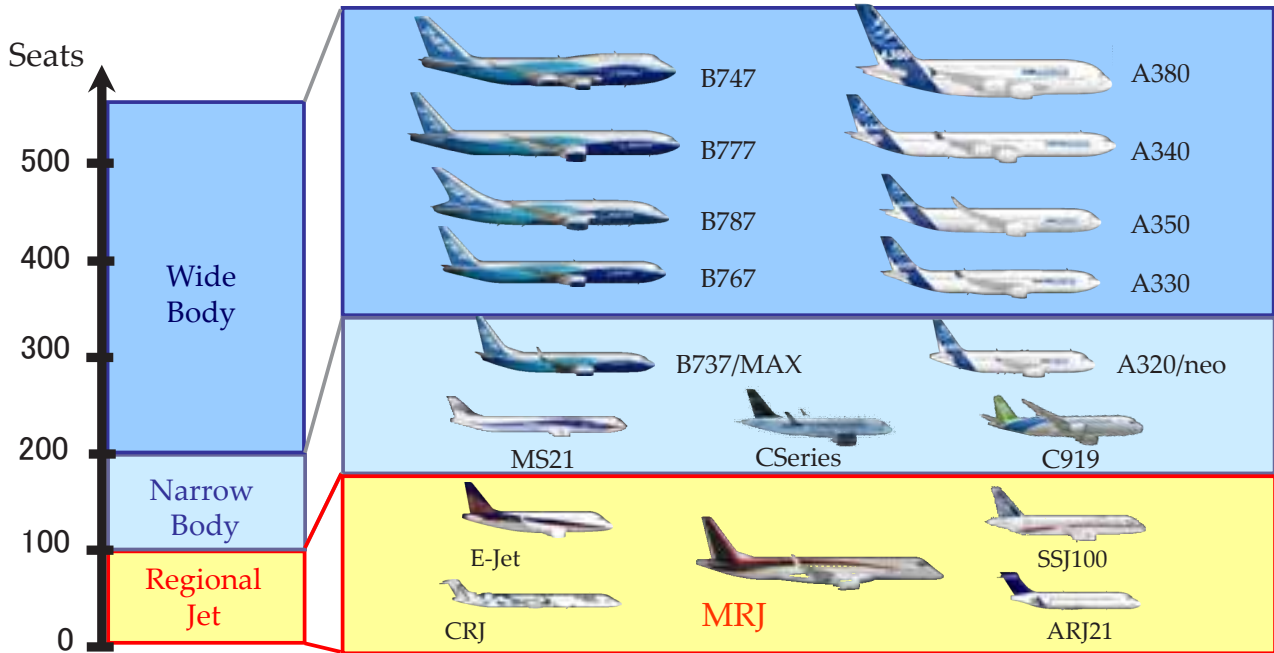 Seats
500
400
300
200
100
0
Wide
Body
Narrow
Body
Regional
Jet
B747
A380
A380
B777
A340
B787
A350
B767
A330
B737/MAX
A320/neo
MS21
CSeries
C919
E-Jet
SSJ100
MRJ
CRJ
ARJ21